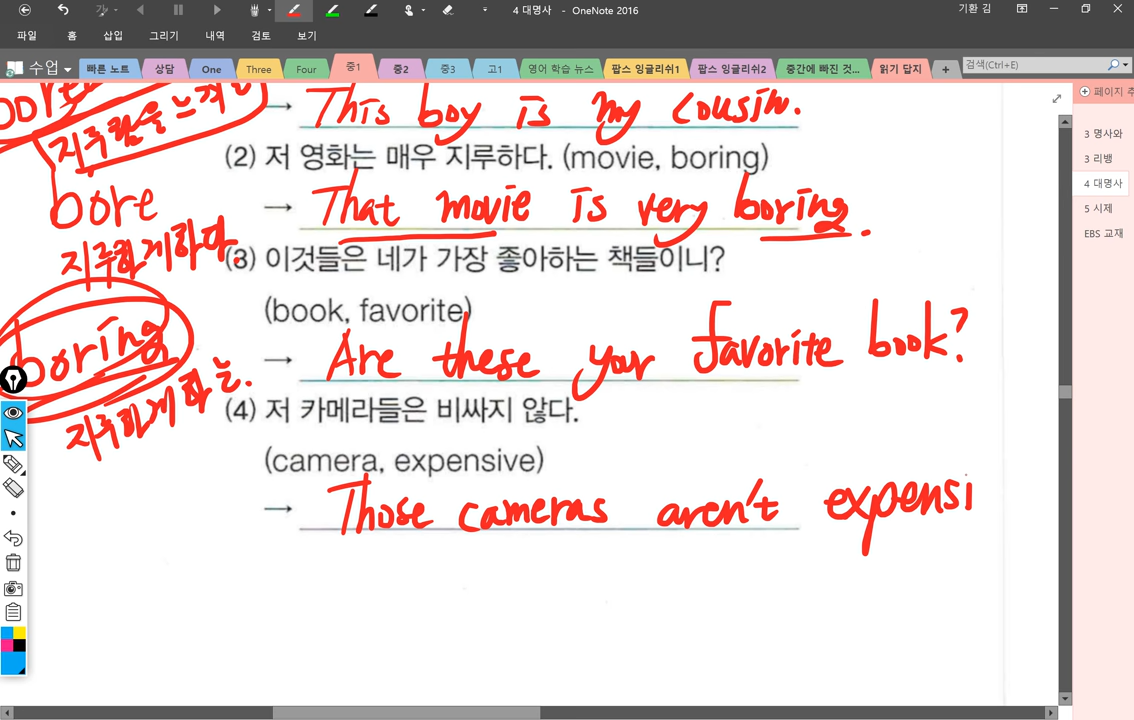 4 대명사 - OneNote 2016
기환 김
파일 홈 삽입 그리기 내역 검토 보기
수업 빠른 노트 상담 One Three Four 중1 중2 중3 고1 영어 학습 뉴스 팝스 잉글리쉬1 팝스 잉글리쉬2 중간에 빠진 것... 읽기 답지 + 검색(Ctrl+E)
페이지 추
3 명사와
3 리뱅
4 대명사
5 시제
EBS 교재
→ This boy is my cousin.
지루함을 느끼는
(2) 저 영화는 매우 지루하다. (movie, boring)
bore
→ That movie is very boring.
지루하게하다.
(3) 이것들은 네가 가장 좋아하는 책들이니?
(book, favorite)
boring
→ Are these your favorite book?
지루하게 하는.
(4) 저 카메라들은 비싸지 않다.
(camera, expensive)
→ Those cameras aren't expensi